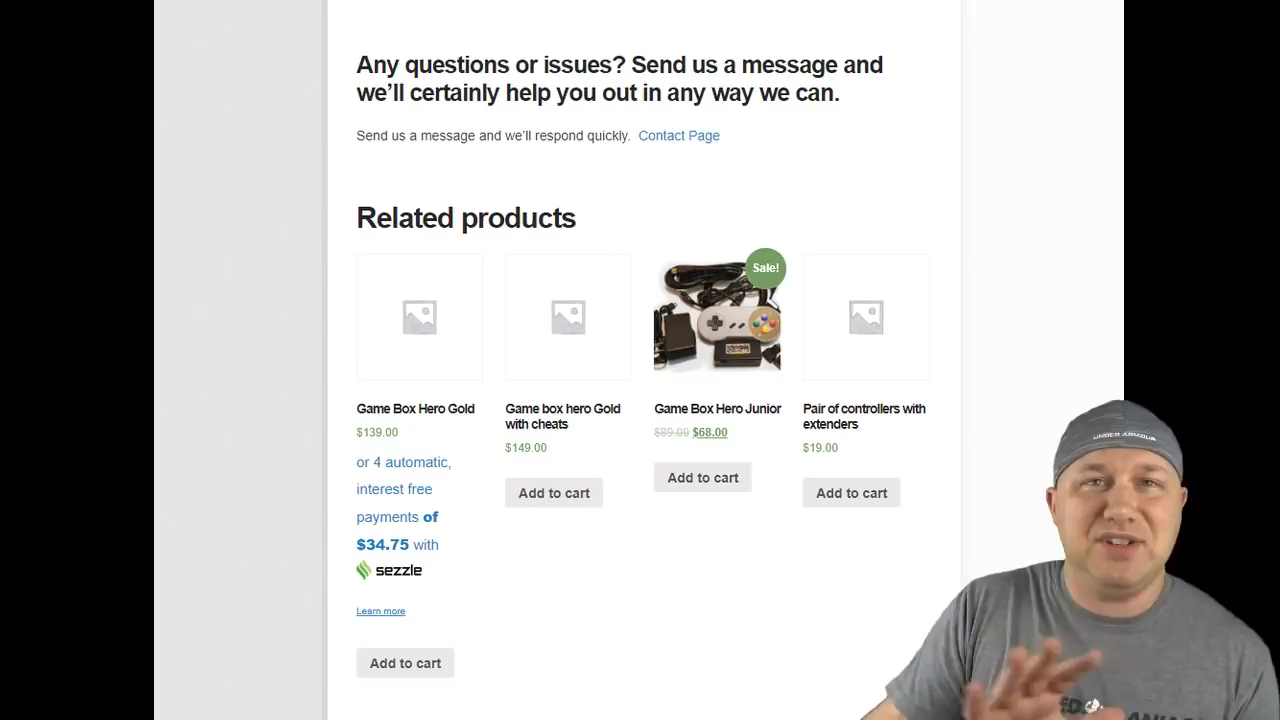 Any questions or issues? Send us a message and
we'll certainly help you out in any way we can.
Send us a message and we'll respond quickly. Contact Page
Related products
Sale!
Game Box Hero Gold
$139.00
or 4 automatic,
interest free
payments of
$34.75 with
sezzle
Learn more
Add to cart
Game box hero Gold
with cheats
$149.00
Add to cart
Game Box Hero Junior
$89.00 $68.00
Add to cart
Pair of controllers with
extenders
$19.00
Add to cart
UNDER ARMOUR